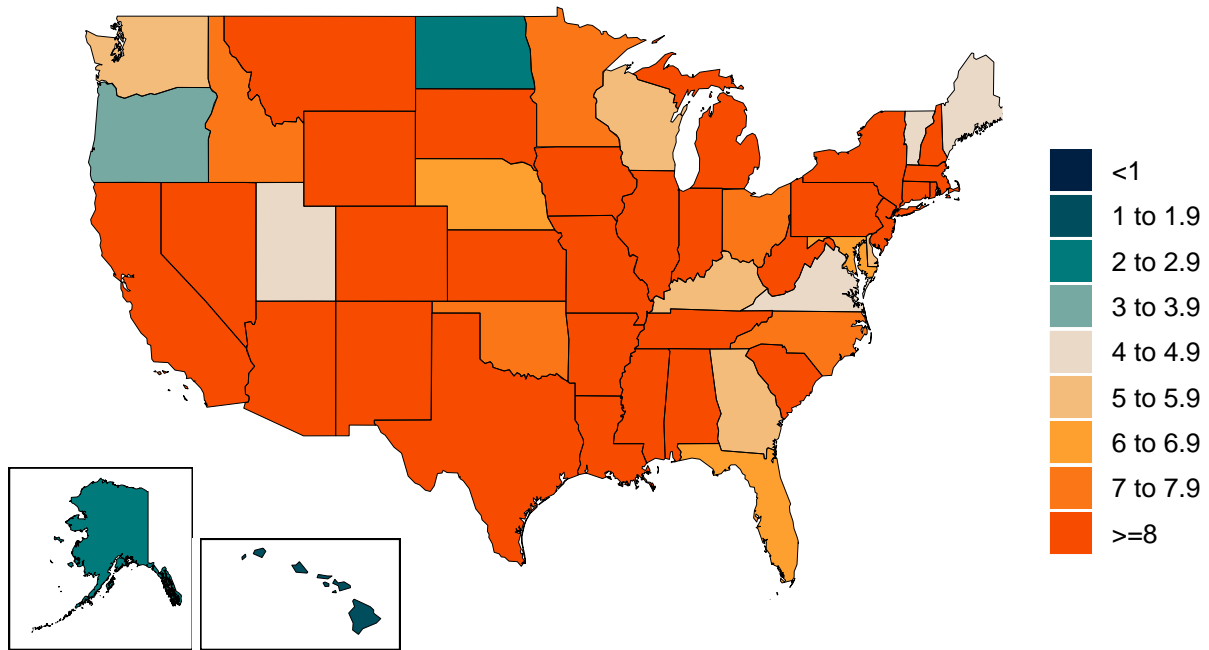 <1
1 to 1.9
2 to 2.9
3 to 3.9
4 to 4.9
5 to 5.9
6 to 6.9
7 to 7.9
>=8